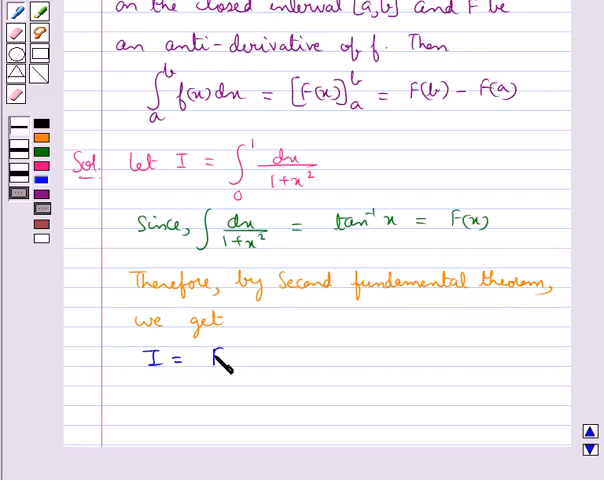 on the closed interval [a,b] and F be
an anti-derivative of f. Then
∫_a^b f(x)dx = [F(x)]_a^b = F(b) - F(a)
Sol. Let I = ∫_0^1 dx/(1+x²)
Since, ∫ dx/(1+x²) = tan⁻¹ x = F(x)
Therefore, by Second fundamental theorem,
we get
I = F